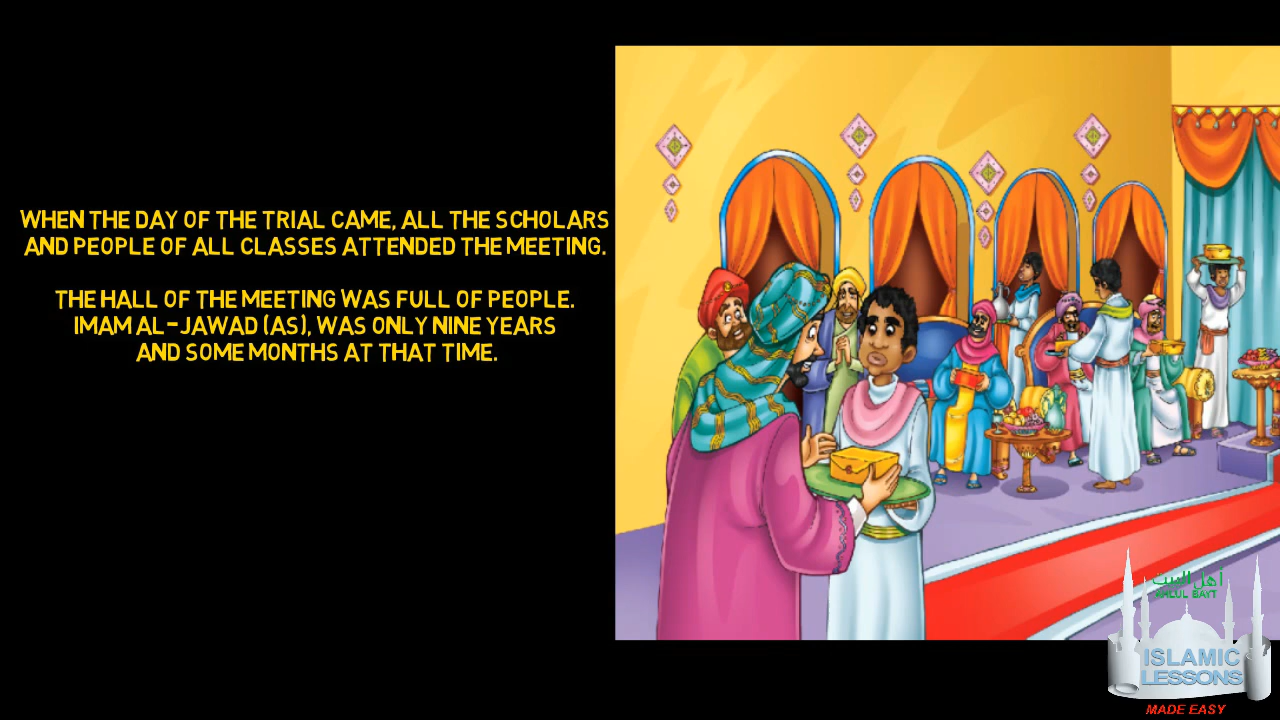 WHEN THE DAY OF THE TRIAL CAME, ALL THE SCHOLARS
AND PEOPLE OF ALL CLASSES ATTENDED THE MEETING.
THE HALL OF THE MEETING WAS FULL OF PEOPLE.
IMAM AL-JAWAD (AS), WAS ONLY NINE YEARS
AND SOME MONTHS AT THAT TIME.
أهل البيت
AHLUL BAYT
ISLAMIC
LESSONS
MADE EASY